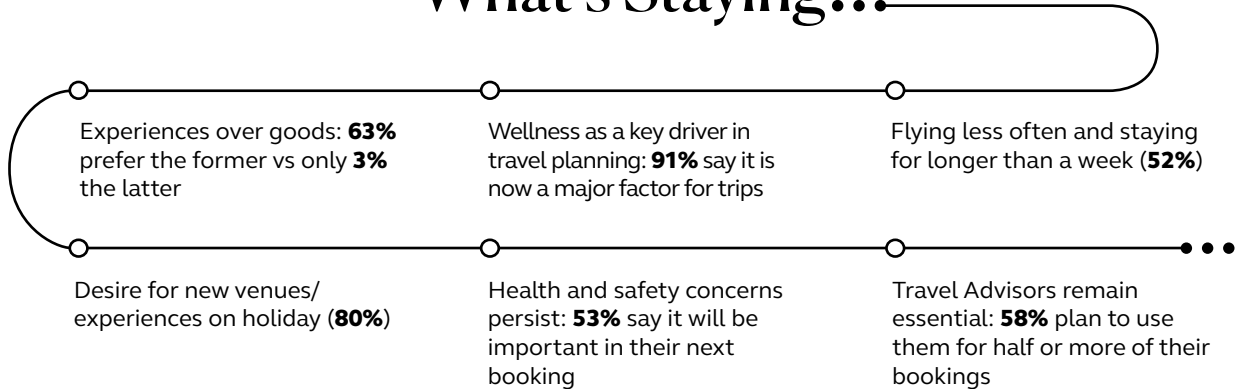 What's Staying...
Experiences over goods: 63%
prefer the former vs only 3%
the latter
Wellness as a key driver in
travel planning: 91% say it is
now a major factor for trips
Flying less often and staying
for longer than a week (52%)
Desire for new venues/
experiences on holiday (80%)
Health and safety concerns
persist: 53% say it will be
important in their next
booking
Travel Advisors remain
essential: 58% plan to use
them for half or more of their
bookings